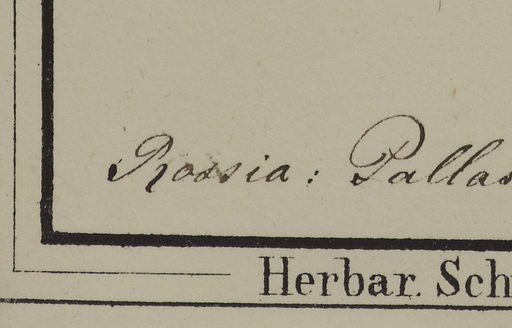 Rossia: Pallas
Herbar. Sch